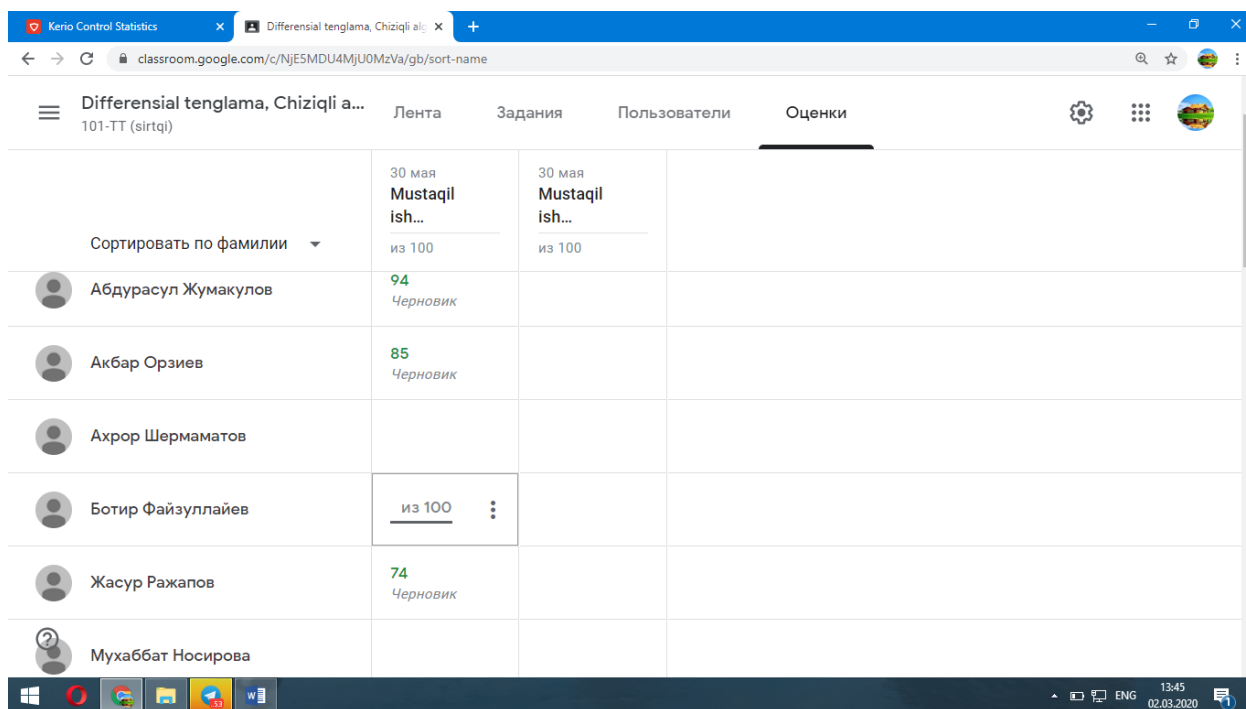 Kerio Control Statistics
Differensial tenglama, Chiziqli alg
classroom.google.com/c/NjE5MDU4MjU0MzVa/gb/sort-name
Differensial tenglama, Chiziqli a...
101-TT (sirtqi)
Лента
Задания
Пользователи
Оценки
Сортировать по фамилии
30 мая
Mustaqil
ish...
из 100
30 мая
Mustaqil
ish...
из 100
Абдурасул Жумакулов
94
Черновик
Акбар Орзиев
85
Черновик
Ахрор Шермаматов
Ботир Файзуллайев
из 100
Жасур Ражапов
74
Черновик
Мухаббат Носирова
53
ENG
13:45
02.03.2020
1